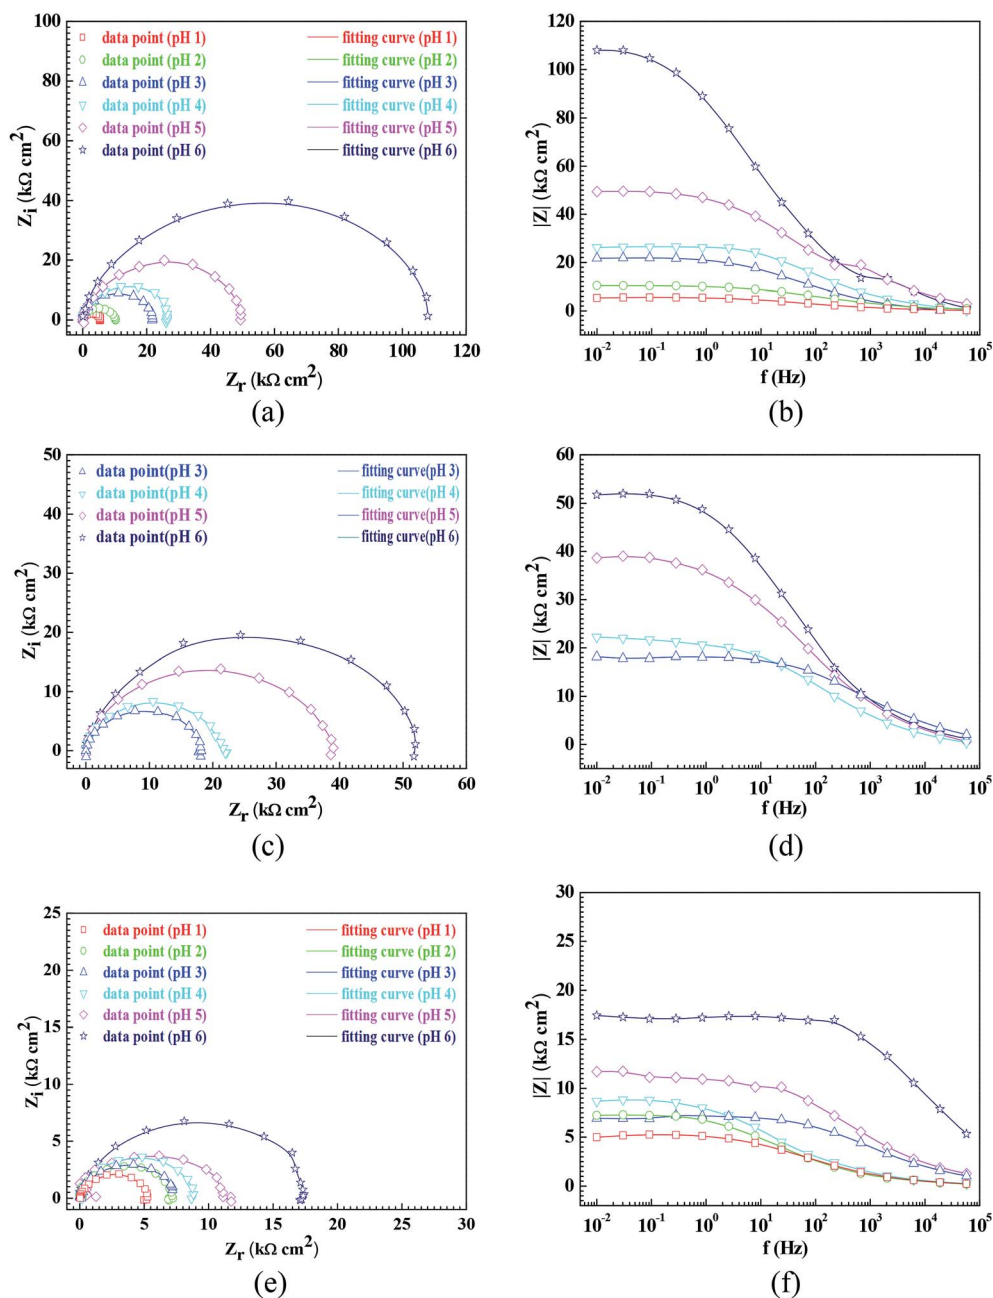 100
80
60
40
20
0
Z_i (kΩ cm²)
data point (pH 1)
data point (pH 2)
data point (pH 3)
data point (pH 4)
data point (pH 5)
data point (pH 6)
fitting curve (pH 1)
fitting curve (pH 2)
fitting curve (pH 3)
fitting curve (pH 4)
fitting curve (pH 5)
fitting curve (pH 6)
0 20 40 60 80 100 120
Z_r (kΩ cm²)
(a)
120
100
80
60
40
20
0
|Z| (kΩ cm²)
10⁻² 10⁻¹ 10⁰ 10¹ 10² 10³ 10⁴ 10⁵
f (Hz)
(b)
50
40
30
20
10
0
Z_i (kΩ cm²)
data point(pH 3)
data point(pH 4)
data point(pH 5)
data point(pH 6)
fitting curve(pH 3)
fitting curve(pH 4)
fitting curve(pH 5)
fitting curve(pH 6)
0 10 20 30 40 50 60
Z_r (kΩ cm²)
(c)
60
50
40
30
20
10
0
|Z| (kΩ cm²)
10⁻² 10⁻¹ 10⁰ 10¹ 10² 10³ 10⁴ 10⁵
f (Hz)
(d)
25
20
15
10
5
0
Z_i (kΩ cm²)
data point (pH 1)
data point (pH 2)
data point (pH 3)
data point (pH 4)
data point (pH 5)
data point (pH 6)
fitting curve (pH 1)
fitting curve (pH 2)
fitting curve (pH 3)
fitting curve (pH 4)
fitting curve (pH 5)
fitting curve (pH 6)
0 5 10 15 20 25 30
Z_r (kΩ cm²)
(e)
30
25
20
15
10
5
0
|Z| (kΩ cm²)
10⁻² 10⁻¹ 10⁰ 10¹ 10² 10³ 10⁴ 10⁵
f (Hz)
(f)